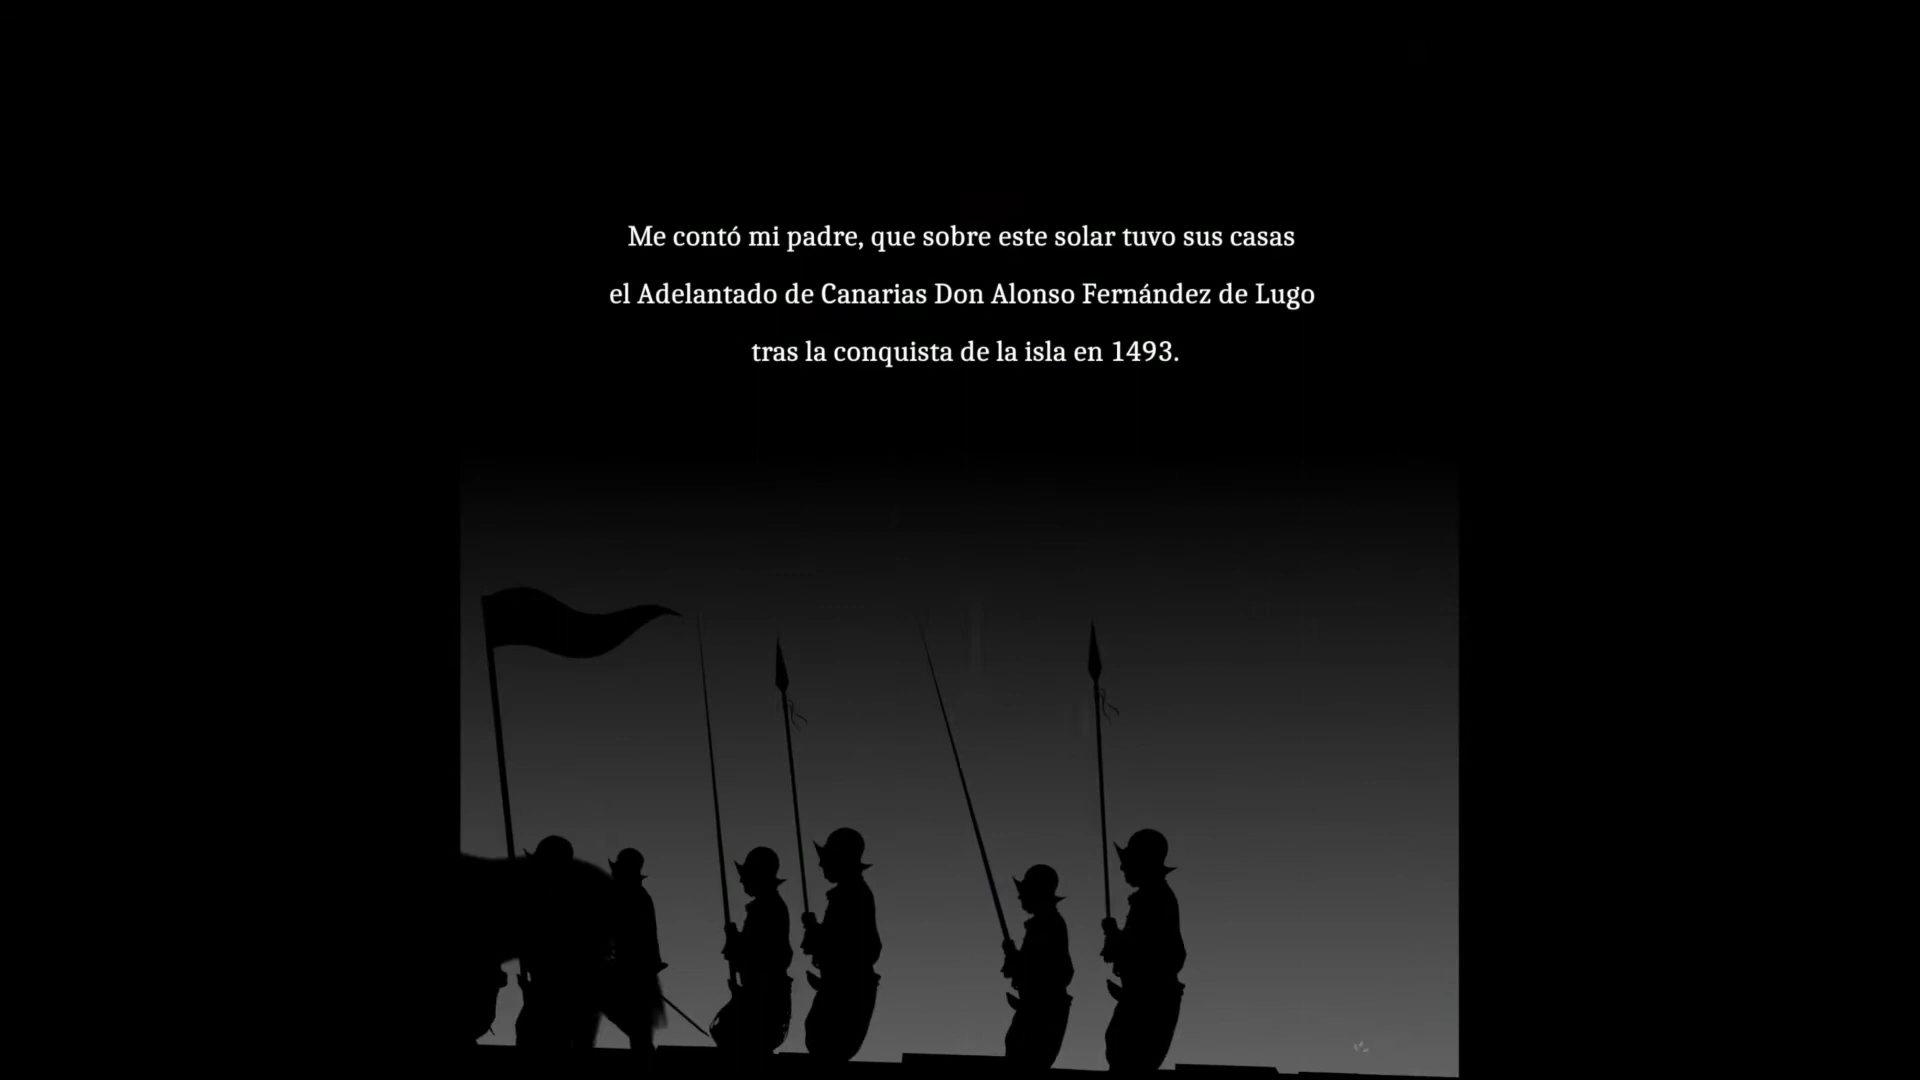 Me contó mi padre, que sobre este solar tuvo sus casas
el Adelantado de Canarias Don Alonso Fernández de Lugo
tras la conquista de la isla en 1493.